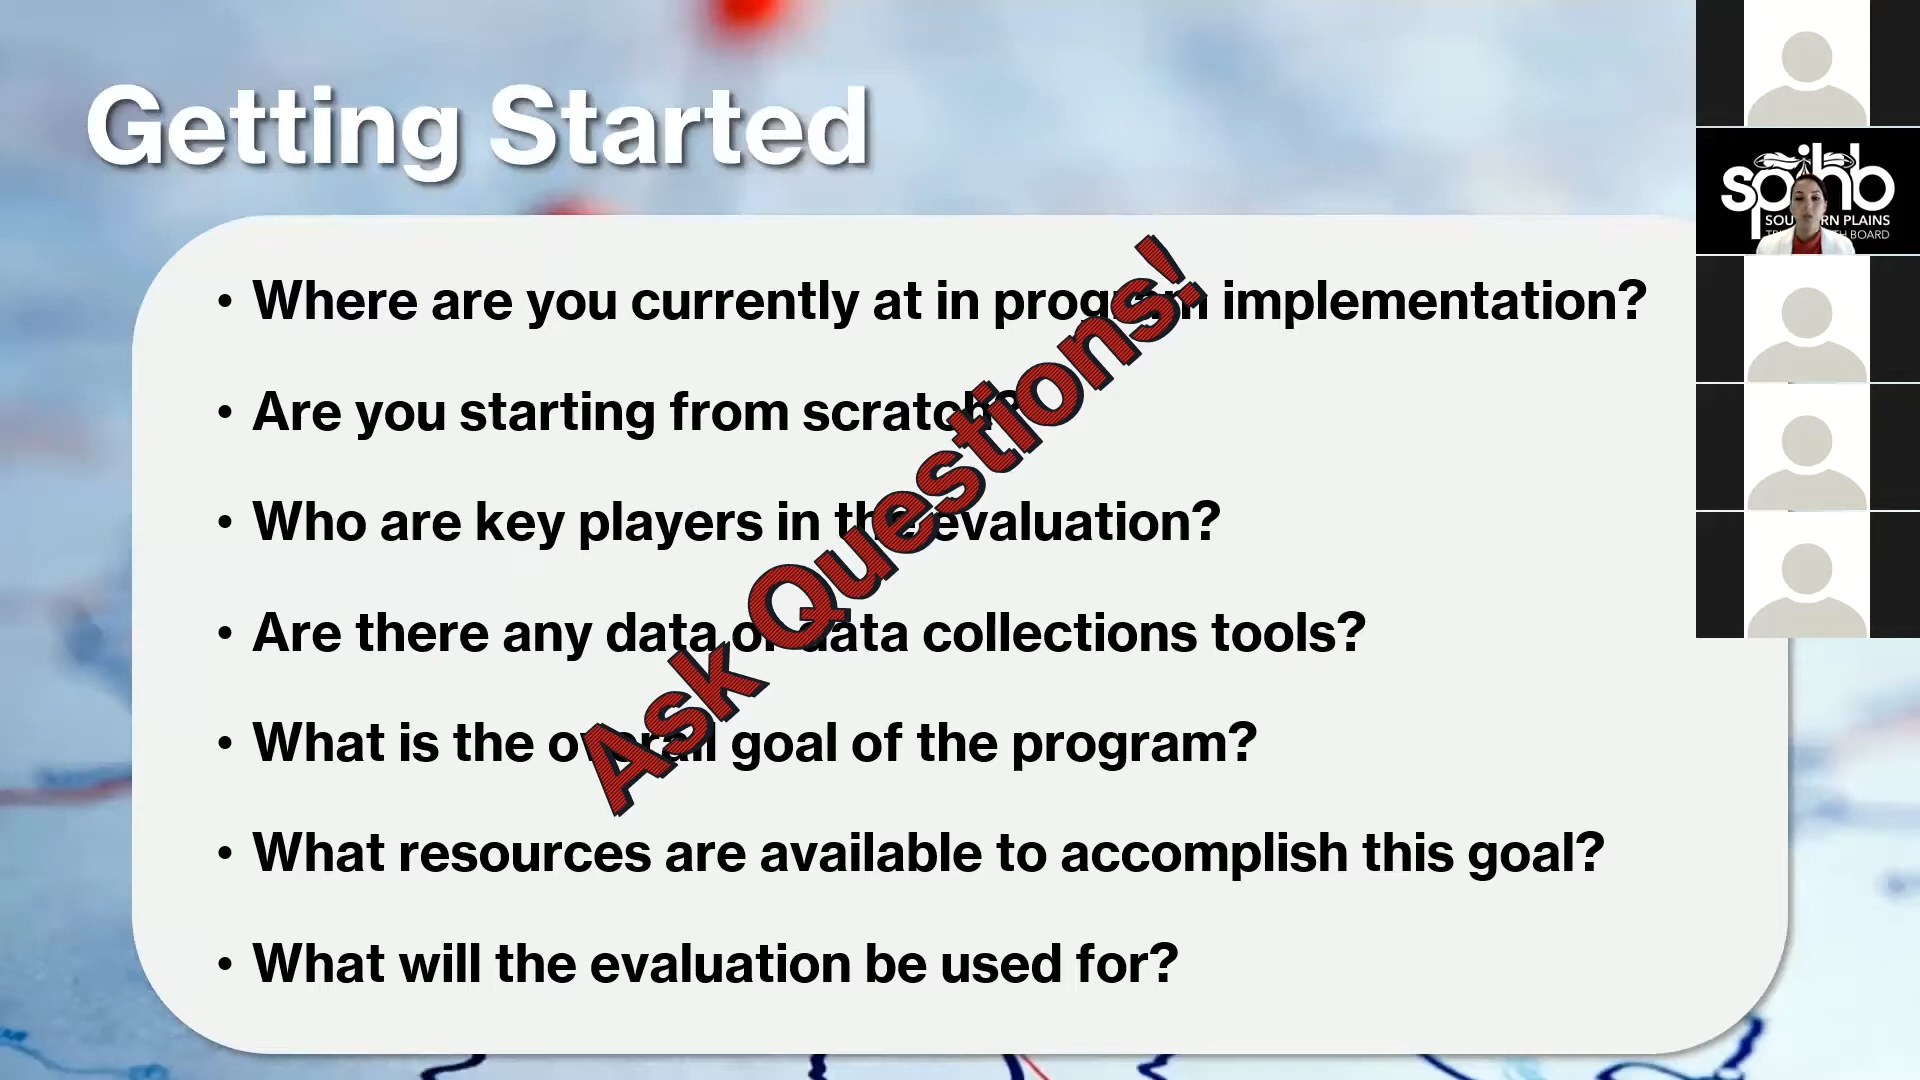 Getting Started
• Where are you currently at in program implementation?
• Are you starting from scratch?
• Who are key players in the evaluation?
• Are there any data or data collections tools?
• What is the overall goal of the program?
• What resources are available to accomplish this goal?
• What will the evaluation be used for?
Ask Questions!
SOUTHERN PLAINS
BOARD